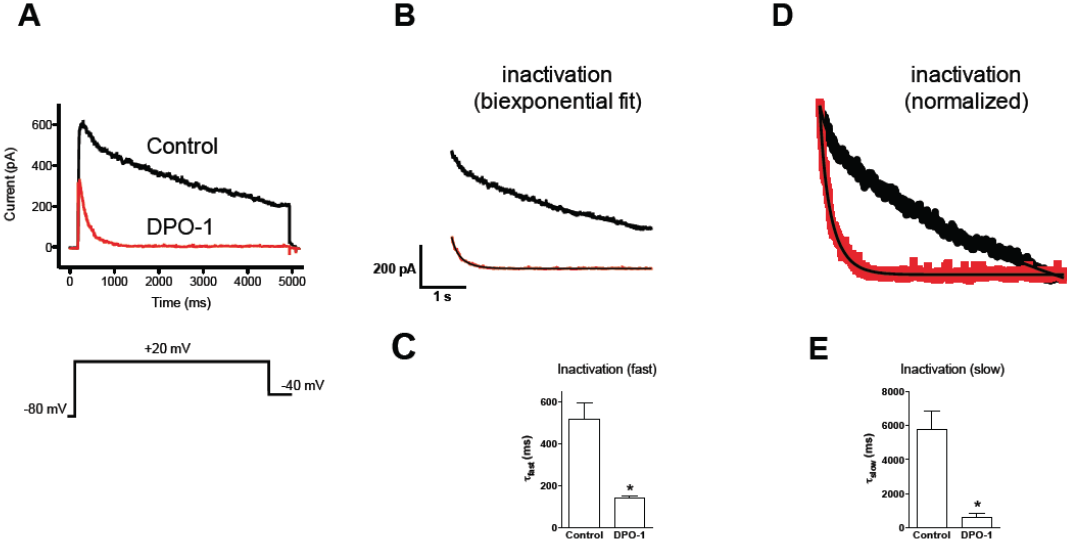 A
600
400
200
0
Current (pA)
Control
DPO-1
0 1000 2000 3000 4000 5000
Time (ms)
+20 mV
-80 mV
-40 mV
B
inactivation
(biexponential fit)
200 pA
1 s
C
Inactivation (fast)
600
400
200
0
τfast (ms)
*
Control DPO-1
D
inactivation
(normalized)
E
Inactivation (slow)
8000
6000
4000
2000
0
τslow (ms)
*
Control DPO-1